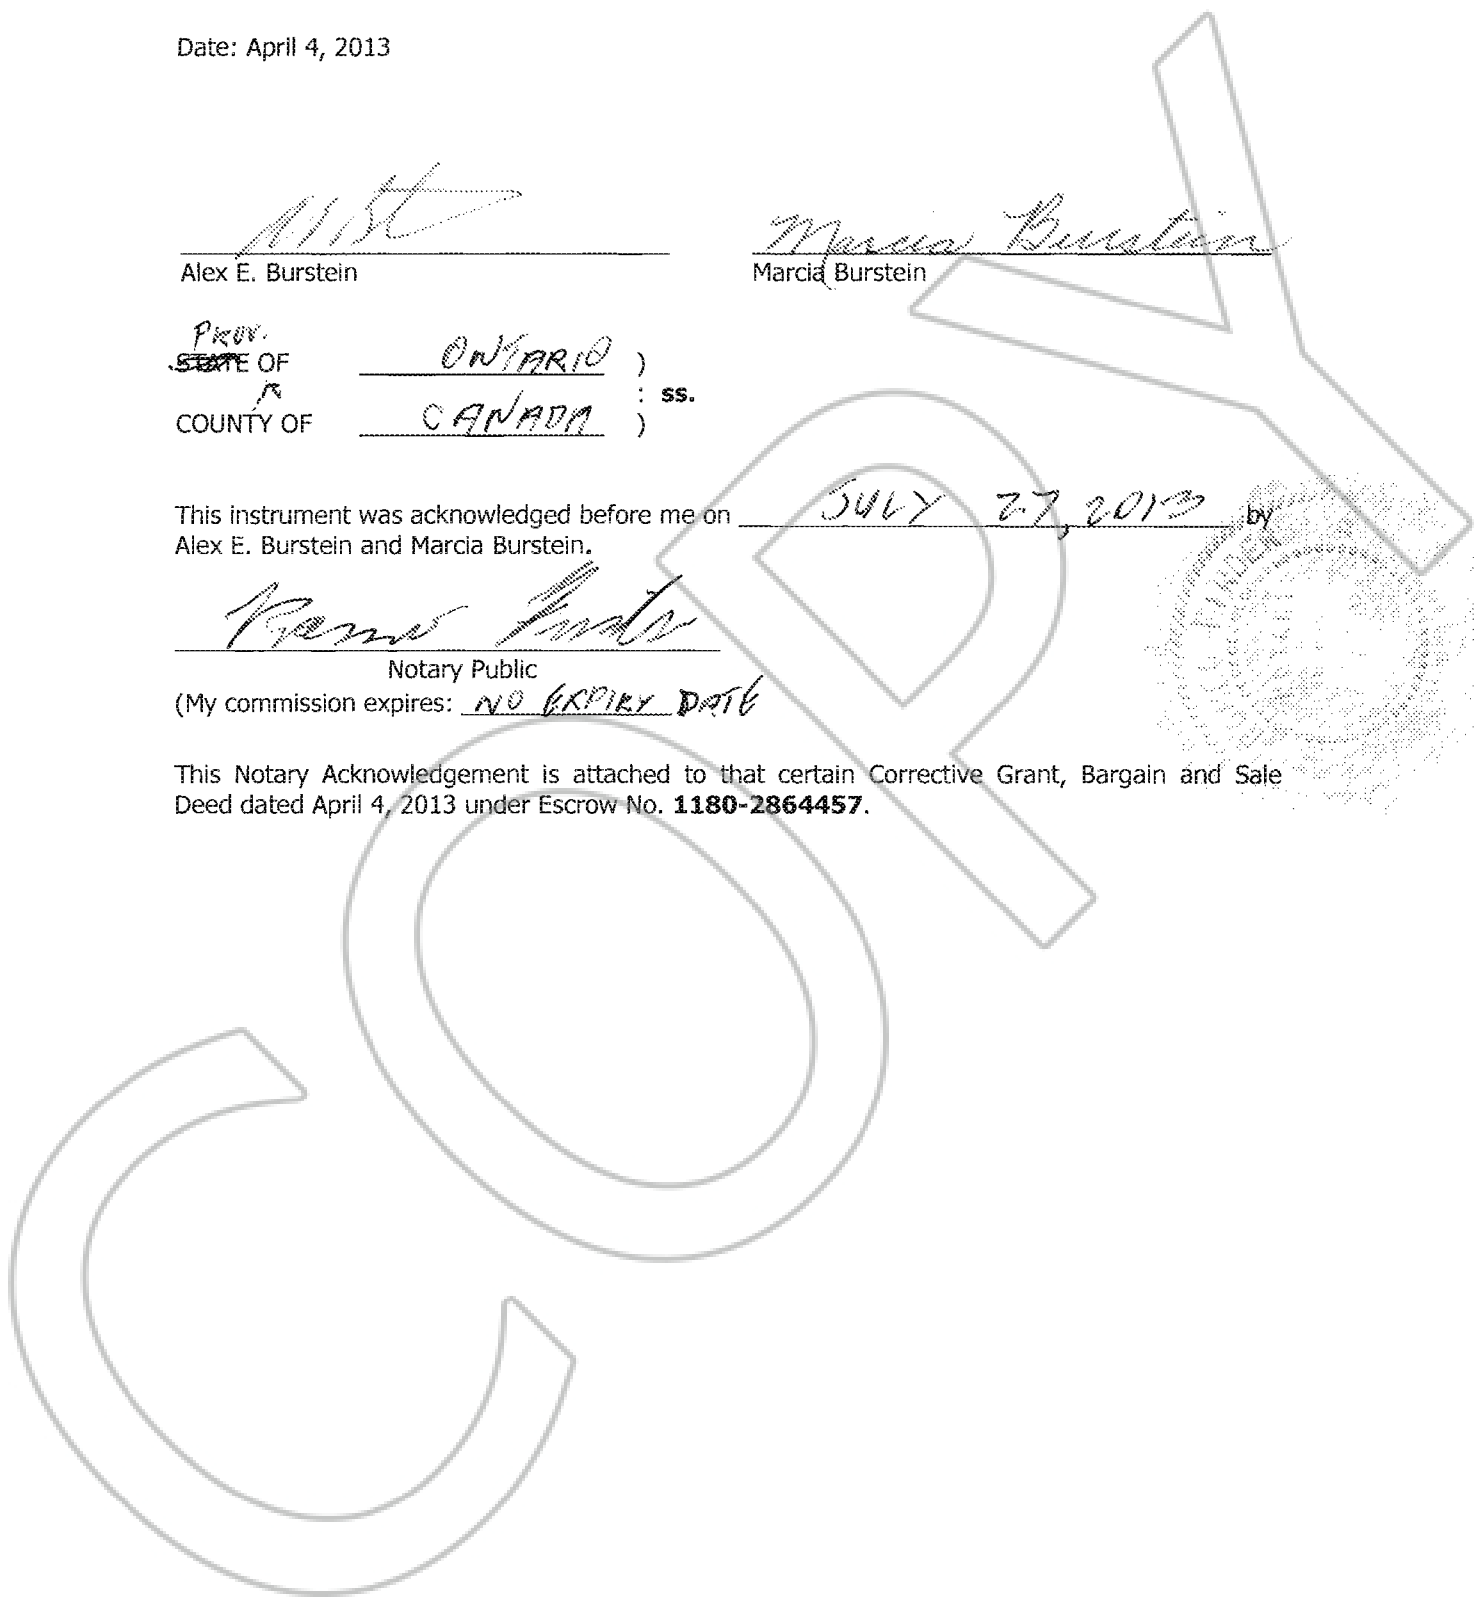 Date: April 4, 2013
Marcia Burstein
Alex E. Burstein
Marcia Burstein
Prov.
STATE OF ONTARIO )
: ss.
COUNTY OF CANADA )
This instrument was acknowledged before me on JULY 27, 2013 by
Alex E. Burstein and Marcia Burstein.
Notary Public
(My commission expires: NO EXPIRY DATE
This Notary Acknowledgement is attached to that certain Corrective Grant, Bargain and Sale
Deed dated April 4, 2013 under Escrow No. 1180-2864457.
COPY